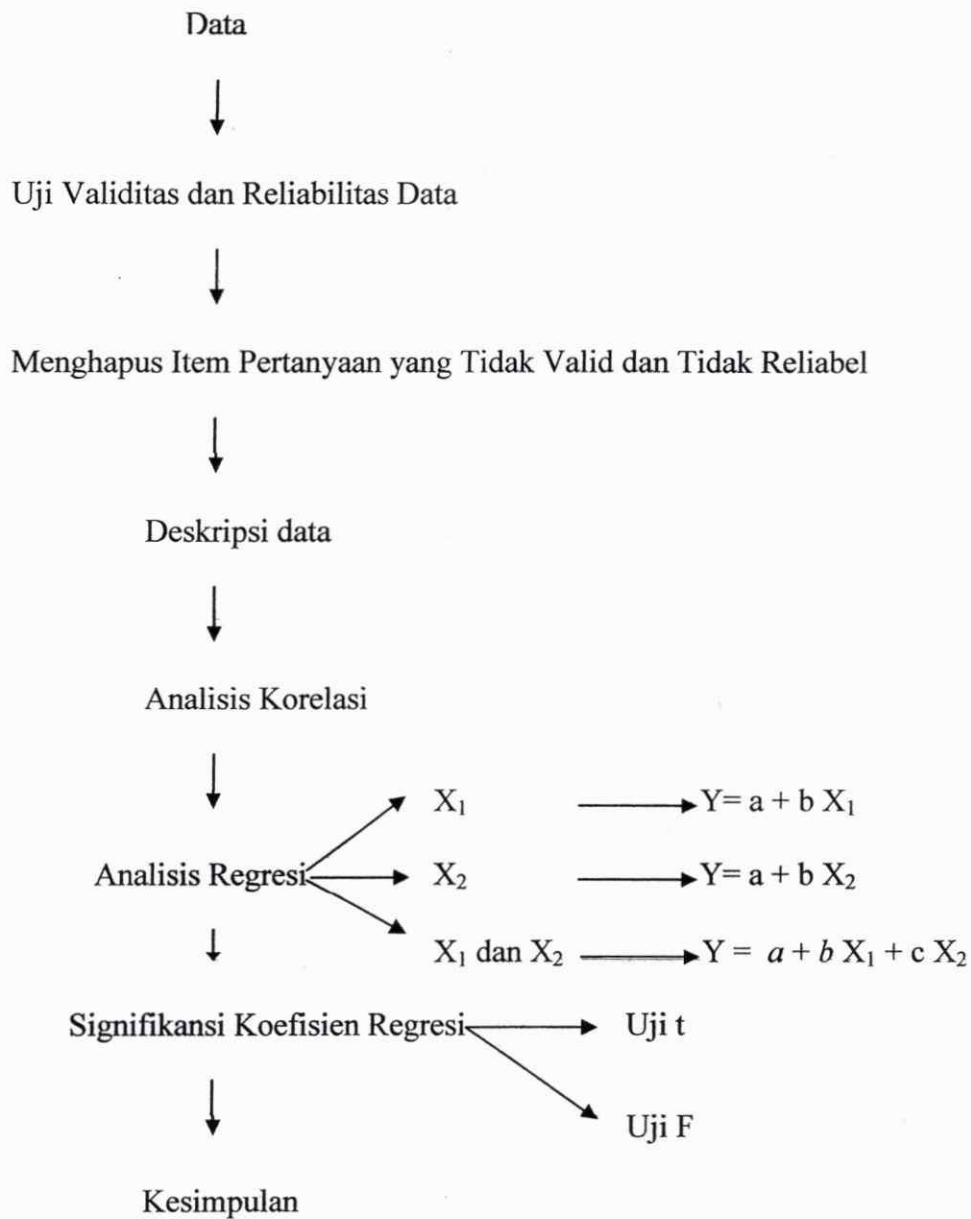 Data
Uji Validitas dan Reliabilitas Data
Menghapus Item Pertanyaan yang Tidak Valid dan Tidak Reliabel
Deskripsi data
Analisis Korelasi
X₁ Y= a + b X₁
Analisis Regresi X₂ Y= a + b X₂
X₁ dan X₂ Y = a + b X₁ + c X₂
Signifikansi Koefisien Regresi Uji t
Uji F
Kesimpulan